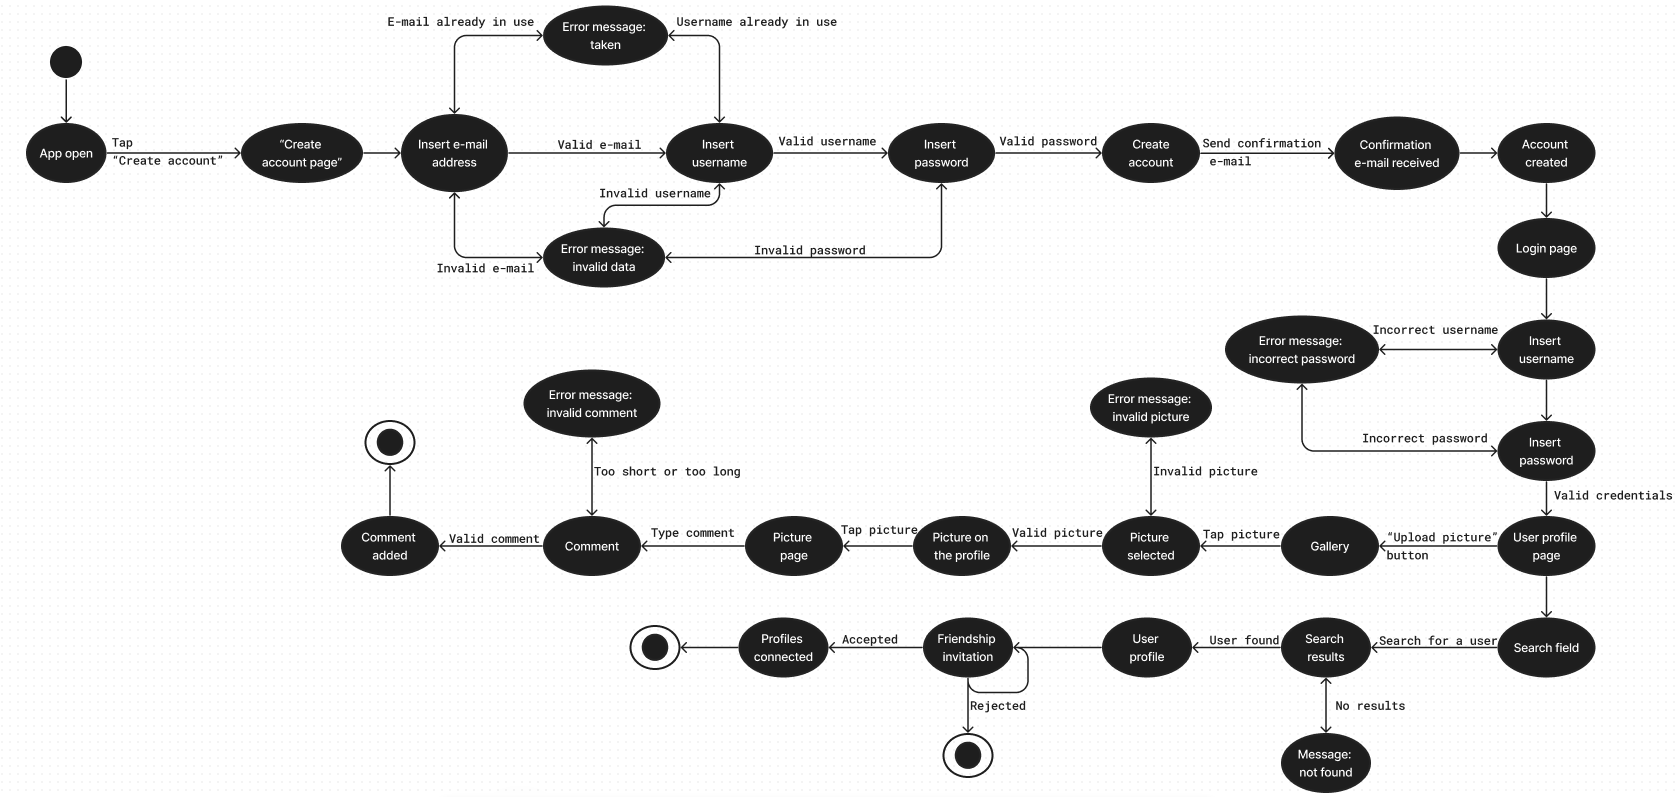 E-mail already in use
Error message:
taken
Username already in use
App open
Tap
“Create account”
“Create
account page”
Insert e-mail
address
Valid e-mail
Insert
username
Valid username
Insert
password
Valid password
Create
account
Send confirmation
e-mail
Confirmation
e-mail received
Account
created
Invalid username
Invalid e-mail
Error message:
invalid data
Invalid password
Login page
Error message:
incorrect password
Incorrect username
Insert
username
Incorrect password
Insert
password
Valid credentials
Error message:
invalid comment
Too short or too long
Error message:
invalid picture
Invalid picture
Comment
added
Valid comment
Comment
Type comment
Picture
page
Tap picture
Picture on
the profile
Valid picture
Picture
selected
Tap picture
Gallery
“Upload picture”
button
User profile
page
Profiles
connected
Accepted
Friendship
invitation
Rejected
User
profile
User found
Search
results
Search for a user
Search field
No results
Message:
not found